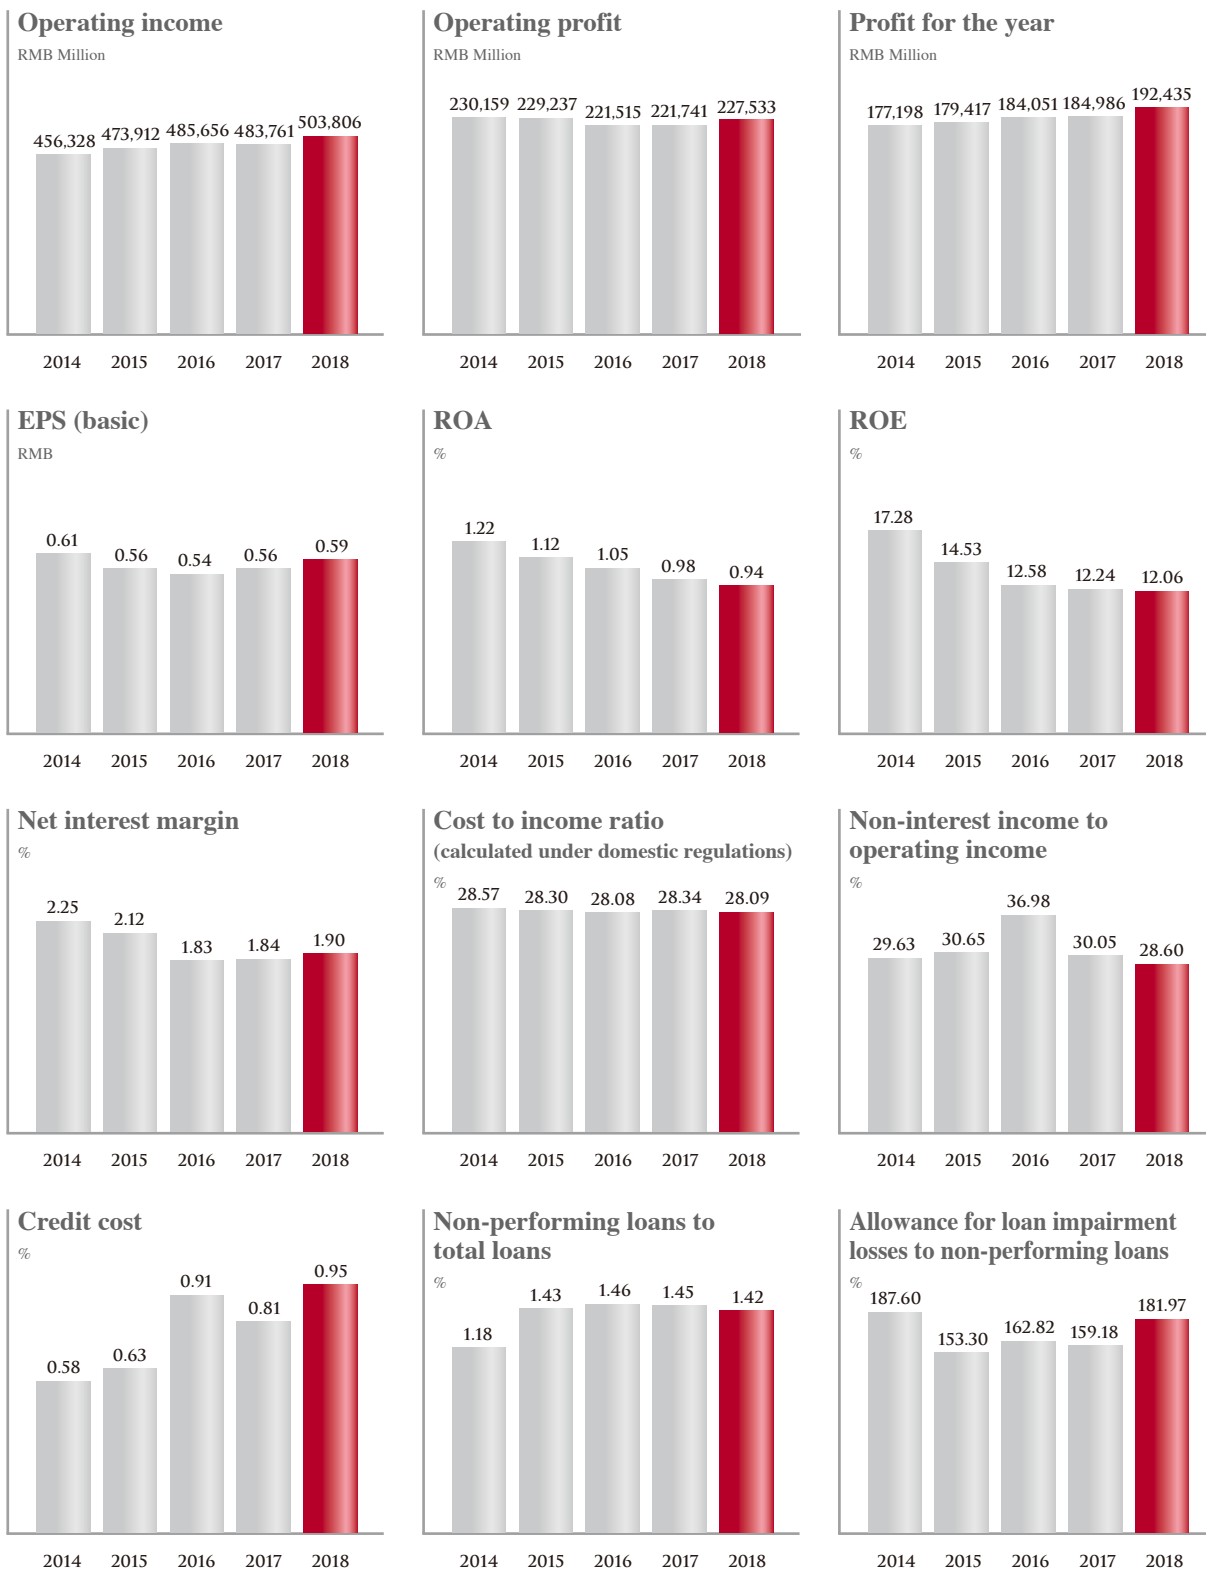 Operating income
RMB Million
456,328 473,912 485,656 483,761 503,806
2014 2015 2016 2017 2018
Operating profit
RMB Million
230,159 229,237 221,515 221,741 227,533
2014 2015 2016 2017 2018
Profit for the year
RMB Million
177,198 179,417 184,051 184,986 192,435
2014 2015 2016 2017 2018
EPS (basic)
RMB
0.61 0.56 0.54 0.56 0.59
2014 2015 2016 2017 2018
ROA
%
1.22 1.12 1.05 0.98 0.94
2014 2015 2016 2017 2018
ROE
%
17.28 14.53 12.58 12.24 12.06
2014 2015 2016 2017 2018
Net interest margin
%
2.25 2.12 1.83 1.84 1.90
2014 2015 2016 2017 2018
Cost to income ratio
(calculated under domestic regulations)
%
28.57 28.30 28.08 28.34 28.09
2014 2015 2016 2017 2018
Non-interest income to
operating income
%
29.63 30.65 36.98 30.05 28.60
2014 2015 2016 2017 2018
Credit cost
%
0.58 0.63 0.91 0.81 0.95
2014 2015 2016 2017 2018
Non-performing loans to
total loans
%
1.18 1.43 1.46 1.45 1.42
2014 2015 2016 2017 2018
Allowance for loan impairment
losses to non-performing loans
%
187.60 153.30 162.82 159.18 181.97
2014 2015 2016 2017 2018